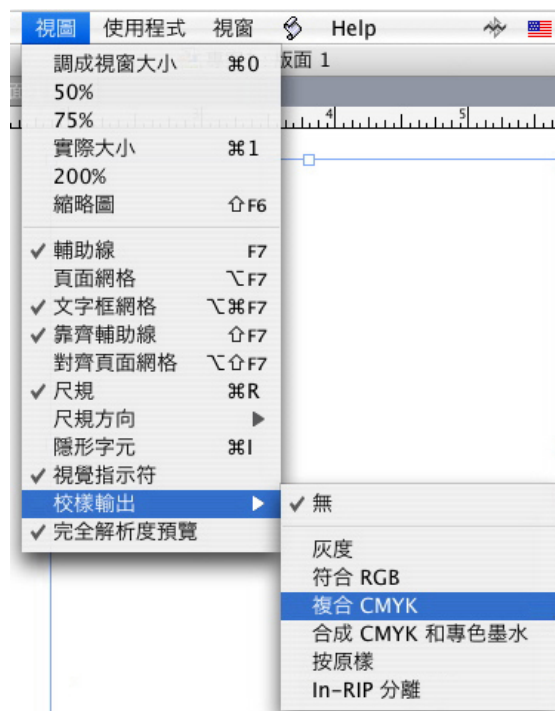 視圖 使用程式 視窗 Help
版面 1
調成視窗大小 ⌘0
50%
75%
實際大小 ⌘1
200%
縮略圖 ⇧F6
輔助線 F7
頁面網格 ⌥F7
文字框網格 ⌥⌘F7
靠齊輔助線 ⇧F7
對齊頁面網格 ⌥⇧F7
尺規 ⌘R
尺規方向
隱形字元 ⌘I
視覺指示符
校樣輸出
完全解析度預覽
4 5
無
灰度
符合 RGB
複合 CMYK
合成 CMYK 和專色墨水
按原樣
In-RIP 分離